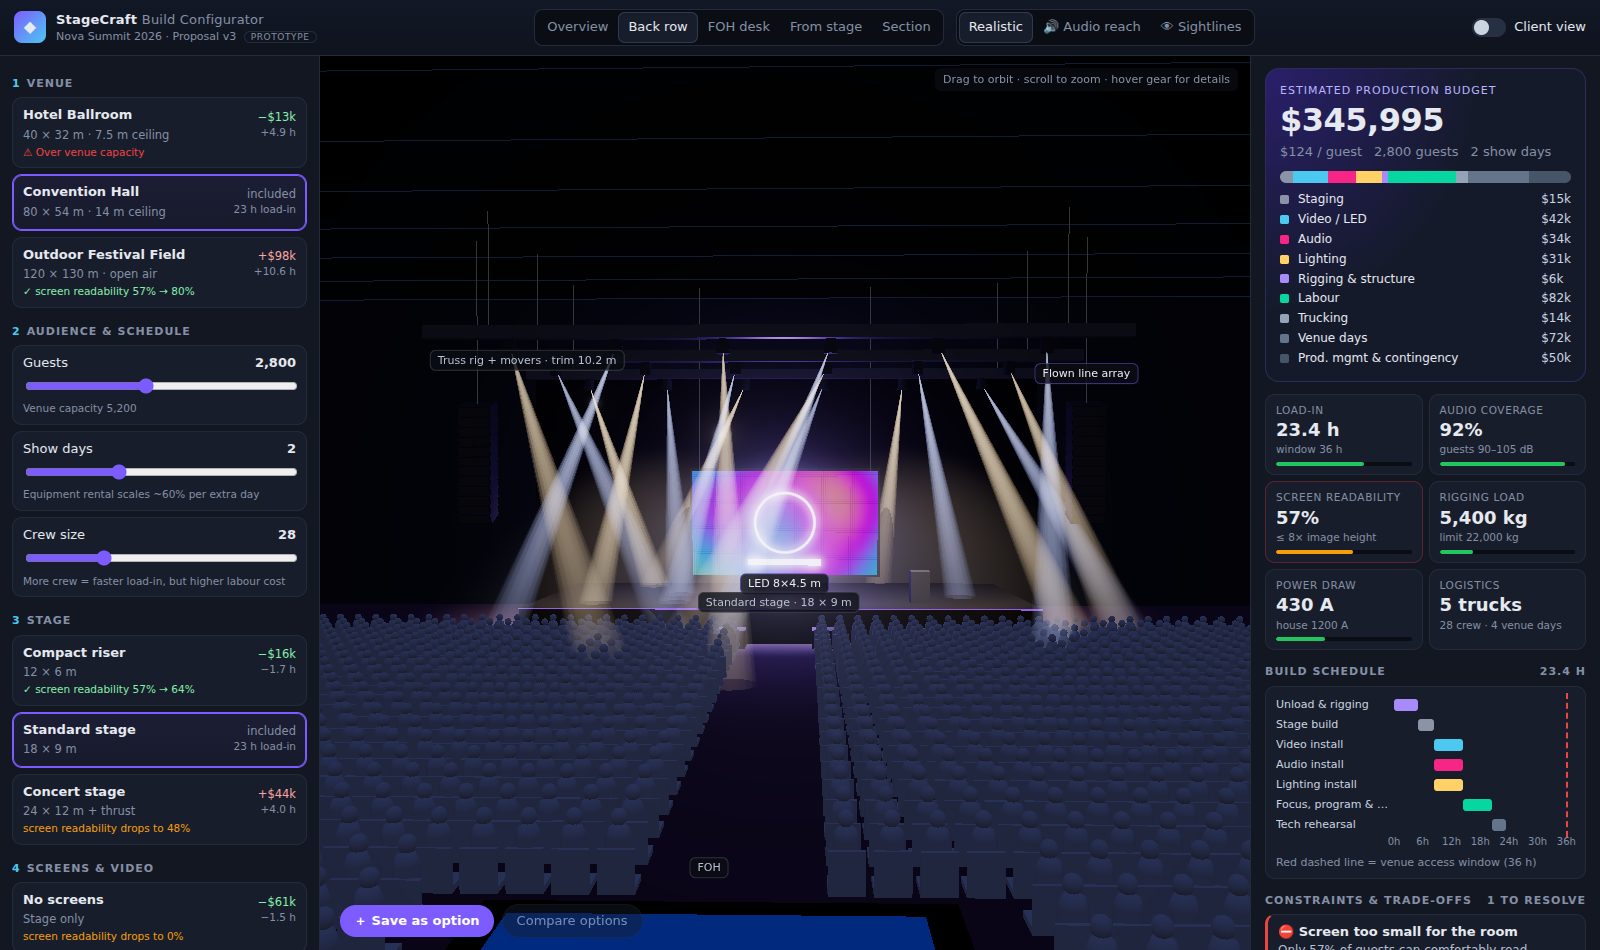 StageCraft Build Configurator
Nova Summit 2026 · Proposal v3 PROTOTYPE
Overview Back row FOH desk From stage Section
Realistic 🔊 Audio reach 👁 Sightlines
Client view
1 VENUE
Hotel Ballroom −$13k
40 × 32 m · 7.5 m ceiling +4.9 h
⚠ Over venue capacity
Convention Hall included
80 × 54 m · 14 m ceiling 23 h load-in
Outdoor Festival Field +$98k
120 × 130 m · open air +10.6 h
✓ screen readability 57% → 80%
2 AUDIENCE & SCHEDULE
Guests 2,800
Venue capacity 5,200
Show days 2
Equipment rental scales ~60% per extra day
Crew size 28
More crew = faster load-in, but higher labour cost
3 STAGE
Compact riser −$16k
12 × 6 m −1.7 h
✓ screen readability 57% → 64%
Standard stage included
18 × 9 m 23 h load-in
Concert stage +$44k
24 × 12 m + thrust +4.0 h
screen readability drops to 48%
4 SCREENS & VIDEO
No screens −$61k
Stage only −1.5 h
screen readability drops to 0%
Drag to orbit · scroll to zoom · hover gear for details
Truss rig + movers · trim 10.2 m
Flown line array
LED 8×4.5 m
Standard stage · 18 × 9 m
FOH
+ Save as option Compare options
ESTIMATED PRODUCTION BUDGET
$345,995
$124 / guest 2,800 guests 2 show days
Staging $15k
Video / LED $42k
Audio $34k
Lighting $31k
Rigging & structure $6k
Labour $82k
Trucking $14k
Venue days $72k
Prod. mgmt & contingency $50k
LOAD-IN
23.4 h
window 36 h
AUDIO COVERAGE
92%
guests 90–105 dB
SCREEN READABILITY
57%
≤ 8× image height
RIGGING LOAD
5,400 kg
limit 22,000 kg
POWER DRAW
430 A
house 1200 A
LOGISTICS
5 trucks
28 crew · 4 venue days
BUILD SCHEDULE 23.4 H
Unload & rigging
Stage build
Video install
Audio install
Lighting install
Focus, program & …
Tech rehearsal
0h 6h 12h 18h 24h 30h 36h
Red dashed line = venue access window (36 h)
CONSTRAINTS & TRADE-OFFS 1 TO RESOLVE
⛔ Screen too small for the room
Only 57% of guests can comfortably read